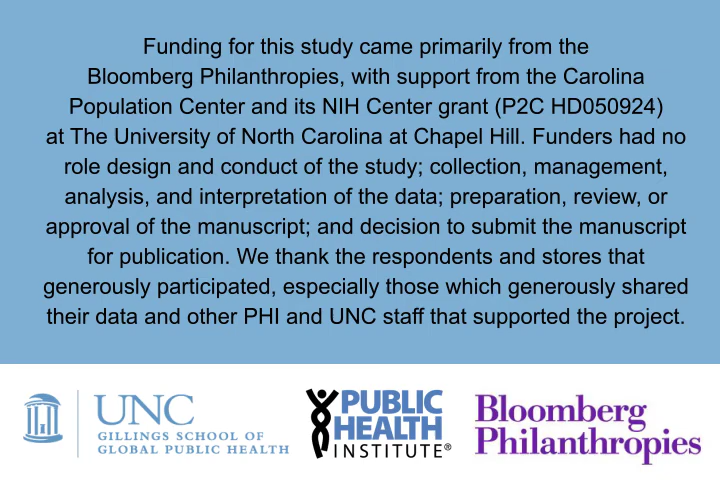 Funding for this study came primarily from the
Bloomberg Philanthropies, with support from the Carolina
Population Center and its NIH Center grant (P2C HD050924)
at The University of North Carolina at Chapel Hill. Funders had no
role design and conduct of the study; collection, management,
analysis, and interpretation of the data; preparation, review, or
approval of the manuscript; and decision to submit the manuscript
for publication. We thank the respondents and stores that
generously participated, especially those which generously shared
their data and other PHI and UNC staff that supported the project.
UNC
GILLINGS SCHOOL OF
GLOBAL PUBLIC HEALTH
PUBLIC
HEALTH
INSTITUTE®
Bloomberg
Philanthropies